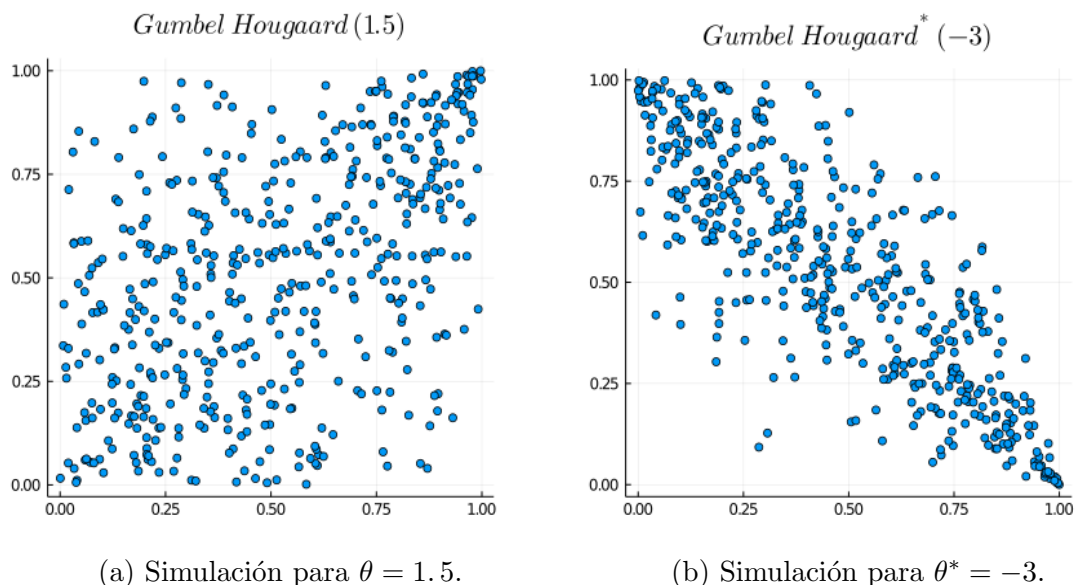 Gumbel Hougaard (1.5)
1.00
0.75
0.50
0.25
0.00
0.00 0.25 0.50 0.75 1.00
(a) Simulación para θ = 1.5.
Gumbel Hougaard* (−3)
1.00
0.75
0.50
0.25
0.00
0.00 0.25 0.50 0.75 1.00
(b) Simulación para θ* = −3.